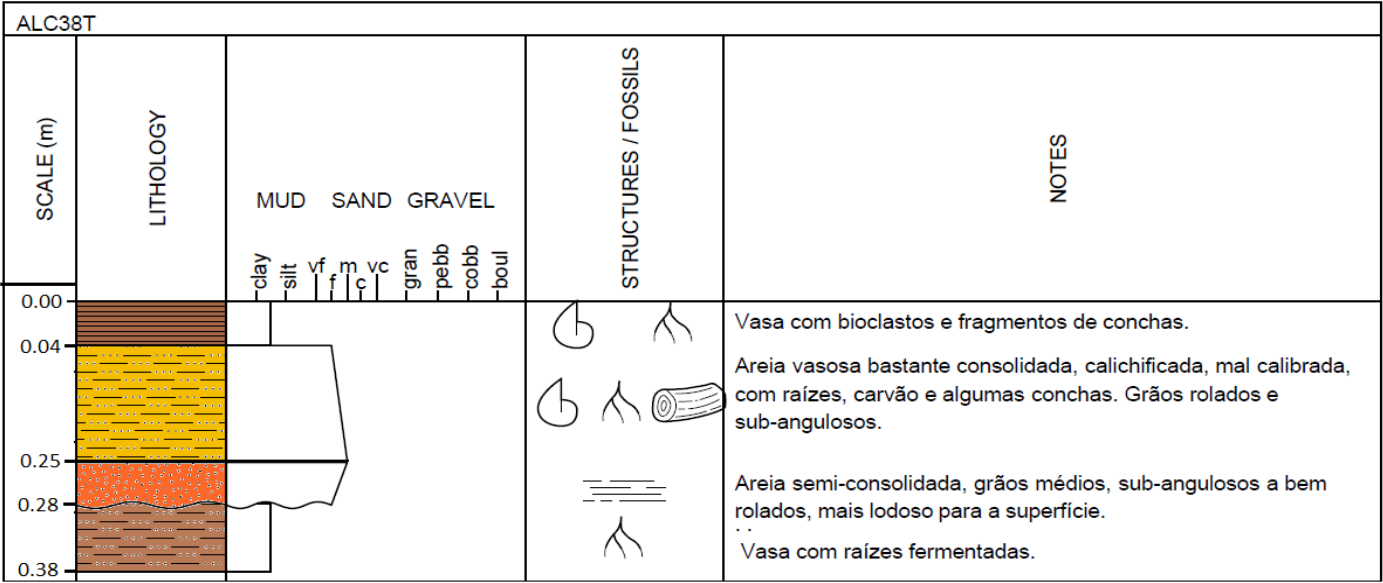 ALC38T
SCALE (m)
LITHOLOGY
MUD SAND GRAVEL
clay silt vf f m c vc gran pebb cobb boul
STRUCTURES / FOSSILS
NOTES
0.00
Vasa com bioclastos e fragmentos de conchas.
0.04
Areia vasosa bastante consolidada, calichificada, mal calibrada,
com raízes, carvão e algumas conchas. Grãos rolados e
sub-angulosos.
0.25
Areia semi-consolidada, grãos médios, sub-angulosos a bem
rolados, mais lodoso para a superfície.
0.28
Vasa com raízes fermentadas.
0.38